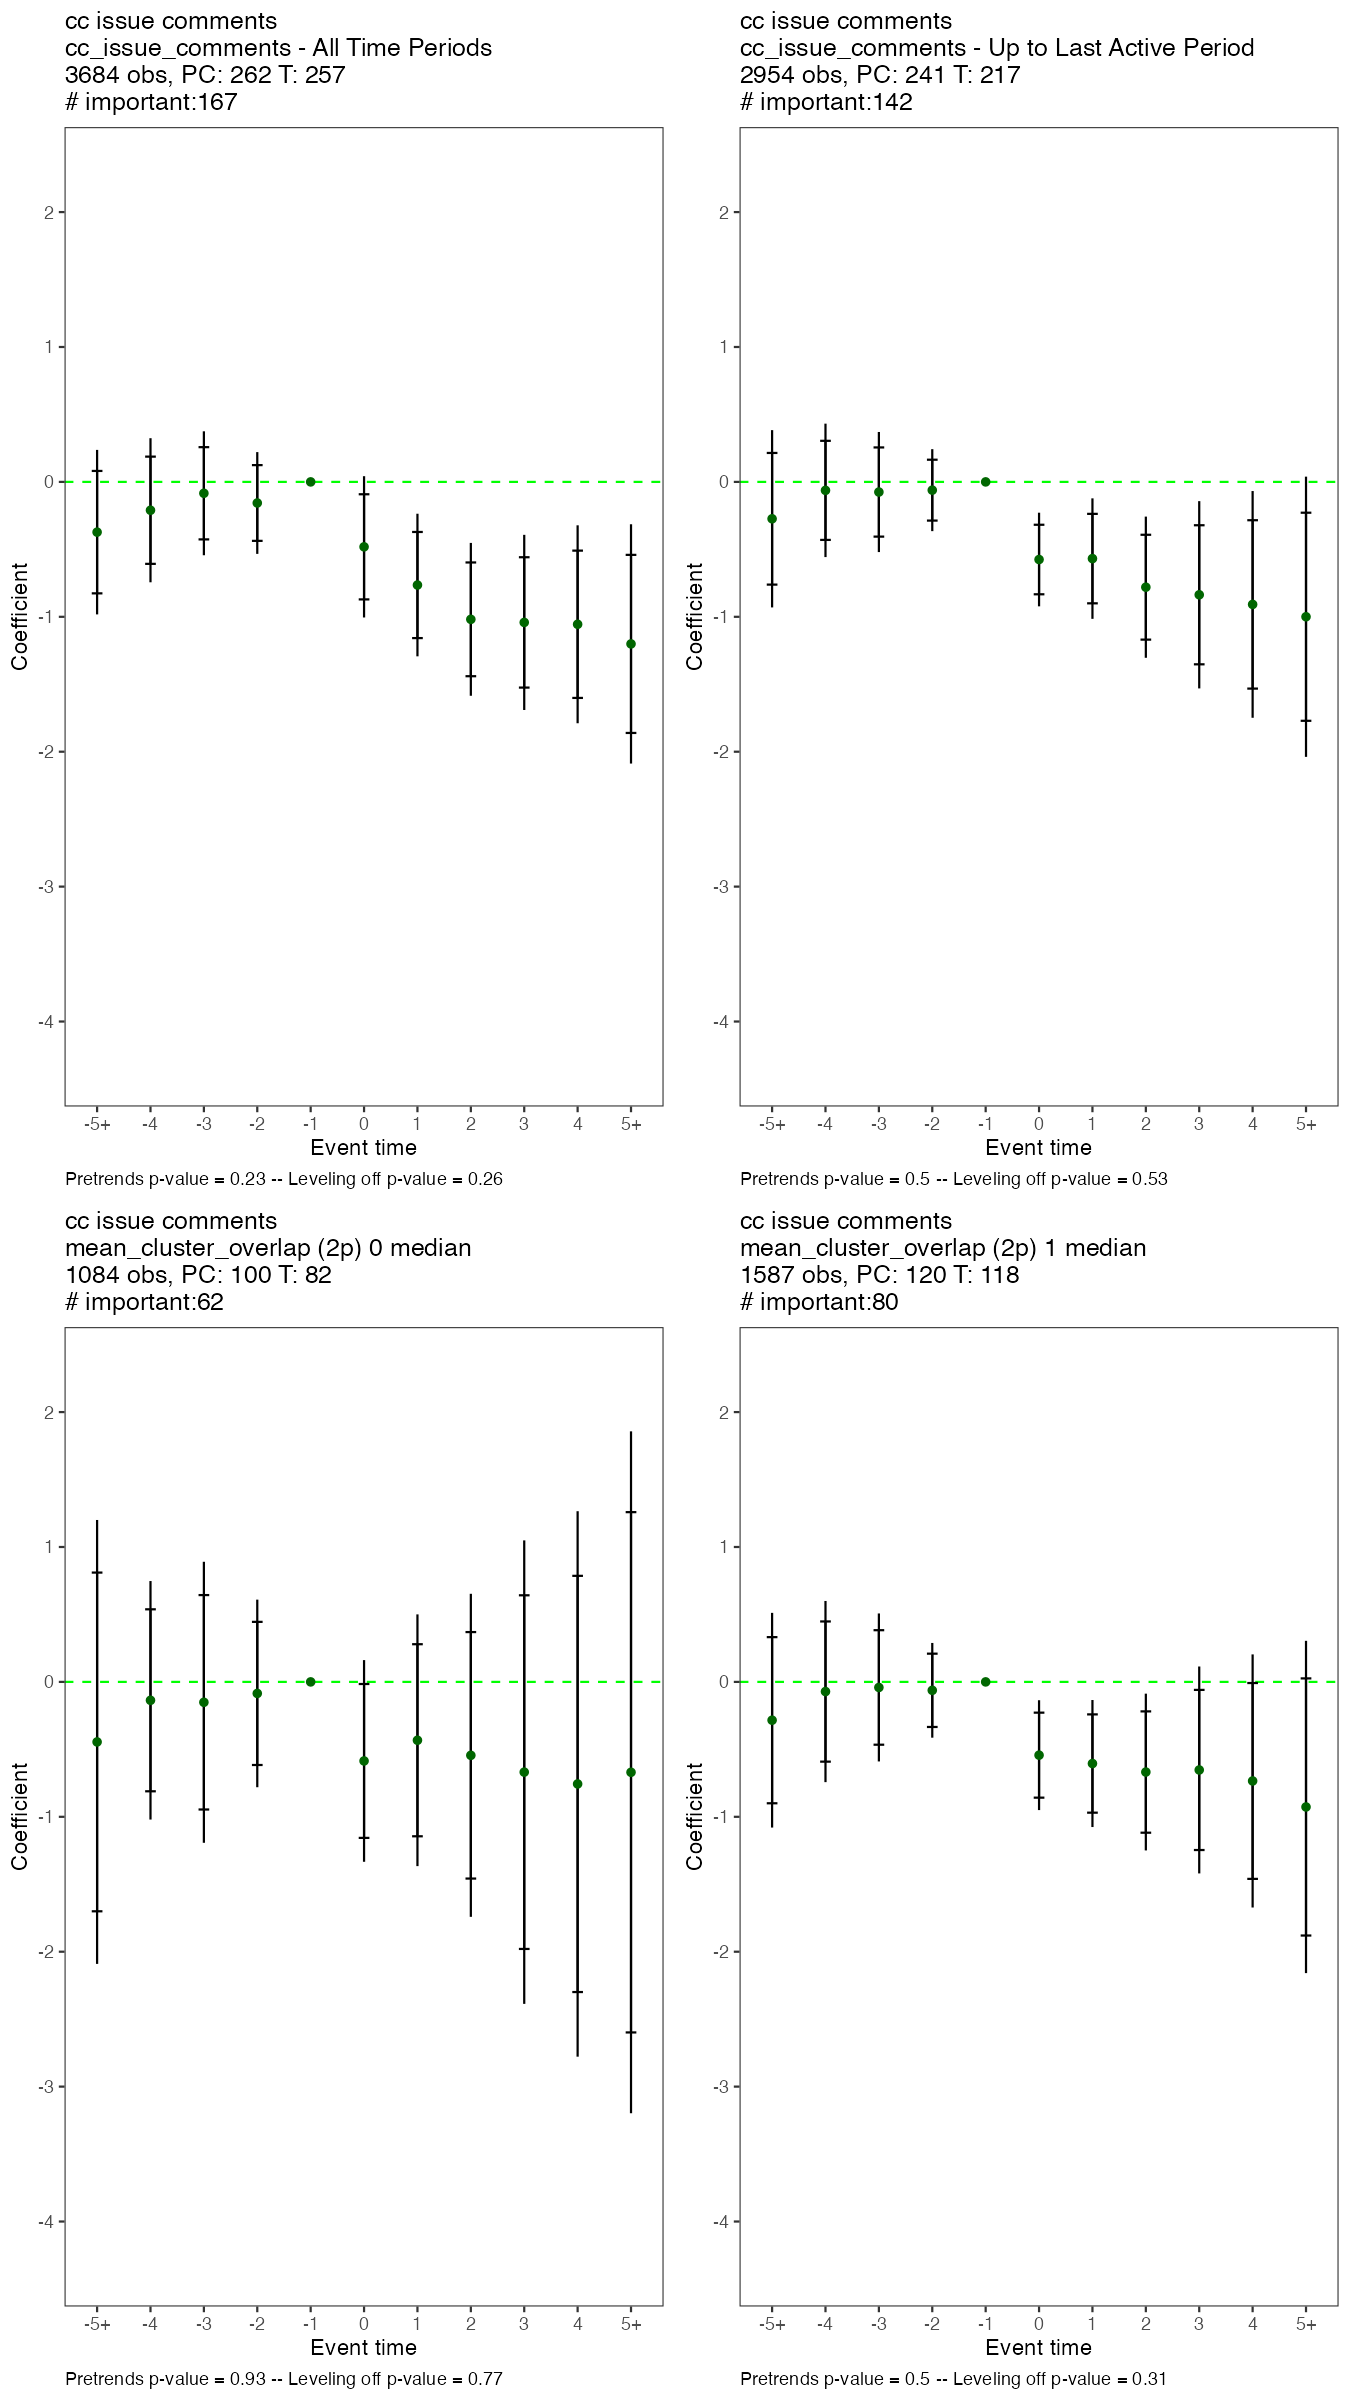 cc issue comments
cc_issue_comments - All Time Periods
3684 obs, PC: 262 T: 257
# important:167
2
1
0
-1
-2
-3
-4
Coefficient
-5+ -4 -3 -2 -1 0 1 2 3 4 5+
Event time
Pretrends p-value = 0.23 -- Leveling off p-value = 0.26
cc issue comments
cc_issue_comments - Up to Last Active Period
2954 obs, PC: 241 T: 217
# important:142
2
1
0
-1
-2
-3
-4
Coefficient
-5+ -4 -3 -2 -1 0 1 2 3 4 5+
Event time
Pretrends p-value = 0.5 -- Leveling off p-value = 0.53
cc issue comments
mean_cluster_overlap (2p) 0 median
1084 obs, PC: 100 T: 82
# important:62
2
1
0
-1
-2
-3
-4
Coefficient
-5+ -4 -3 -2 -1 0 1 2 3 4 5+
Event time
Pretrends p-value = 0.93 -- Leveling off p-value = 0.77
cc issue comments
mean_cluster_overlap (2p) 1 median
1587 obs, PC: 120 T: 118
# important:80
2
1
0
-1
-2
-3
-4
Coefficient
-5+ -4 -3 -2 -1 0 1 2 3 4 5+
Event time
Pretrends p-value = 0.5 -- Leveling off p-value = 0.31